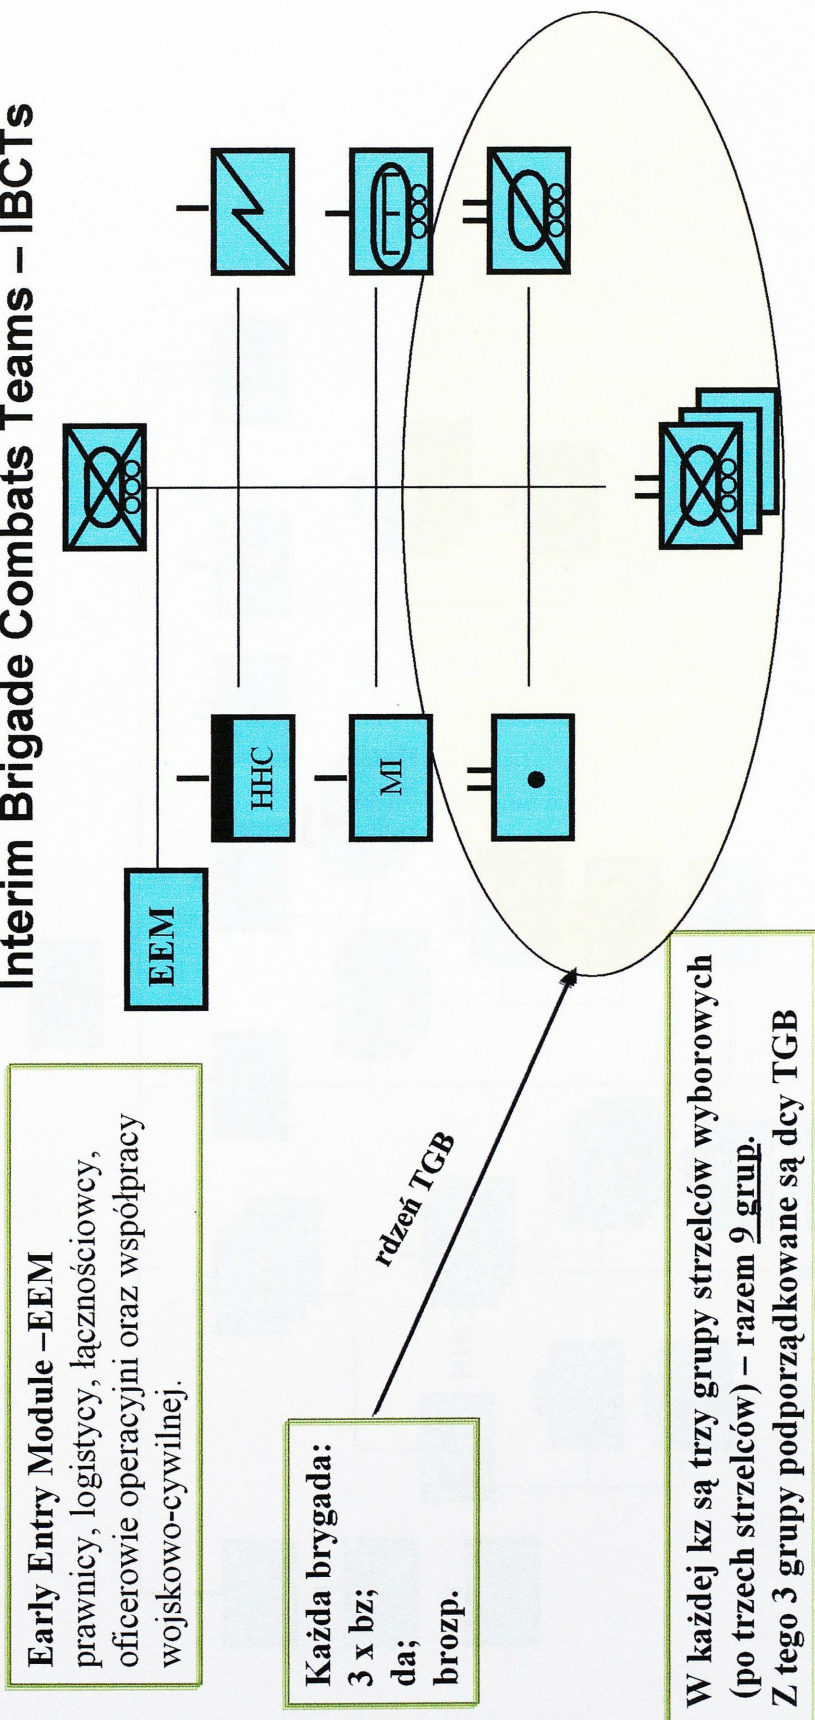 Interim Brigade Combats Teams – IBCTs
Early Entry Module –EEM
prawnicy, logistycy, łącznościowcy,
oficerowie operacyjni oraz współpracy
wojskowo-cywilnej.
EEM
HHC
MI
Każda brygada:
3 x bz;
da;
brozp.
rdzeń TGB
W każdej kz są trzy grupy strzelców wyborowych
(po trzech strzelców) – razem 9 grup.
Z tego 3 grupy podporządkowane są dcy TGB